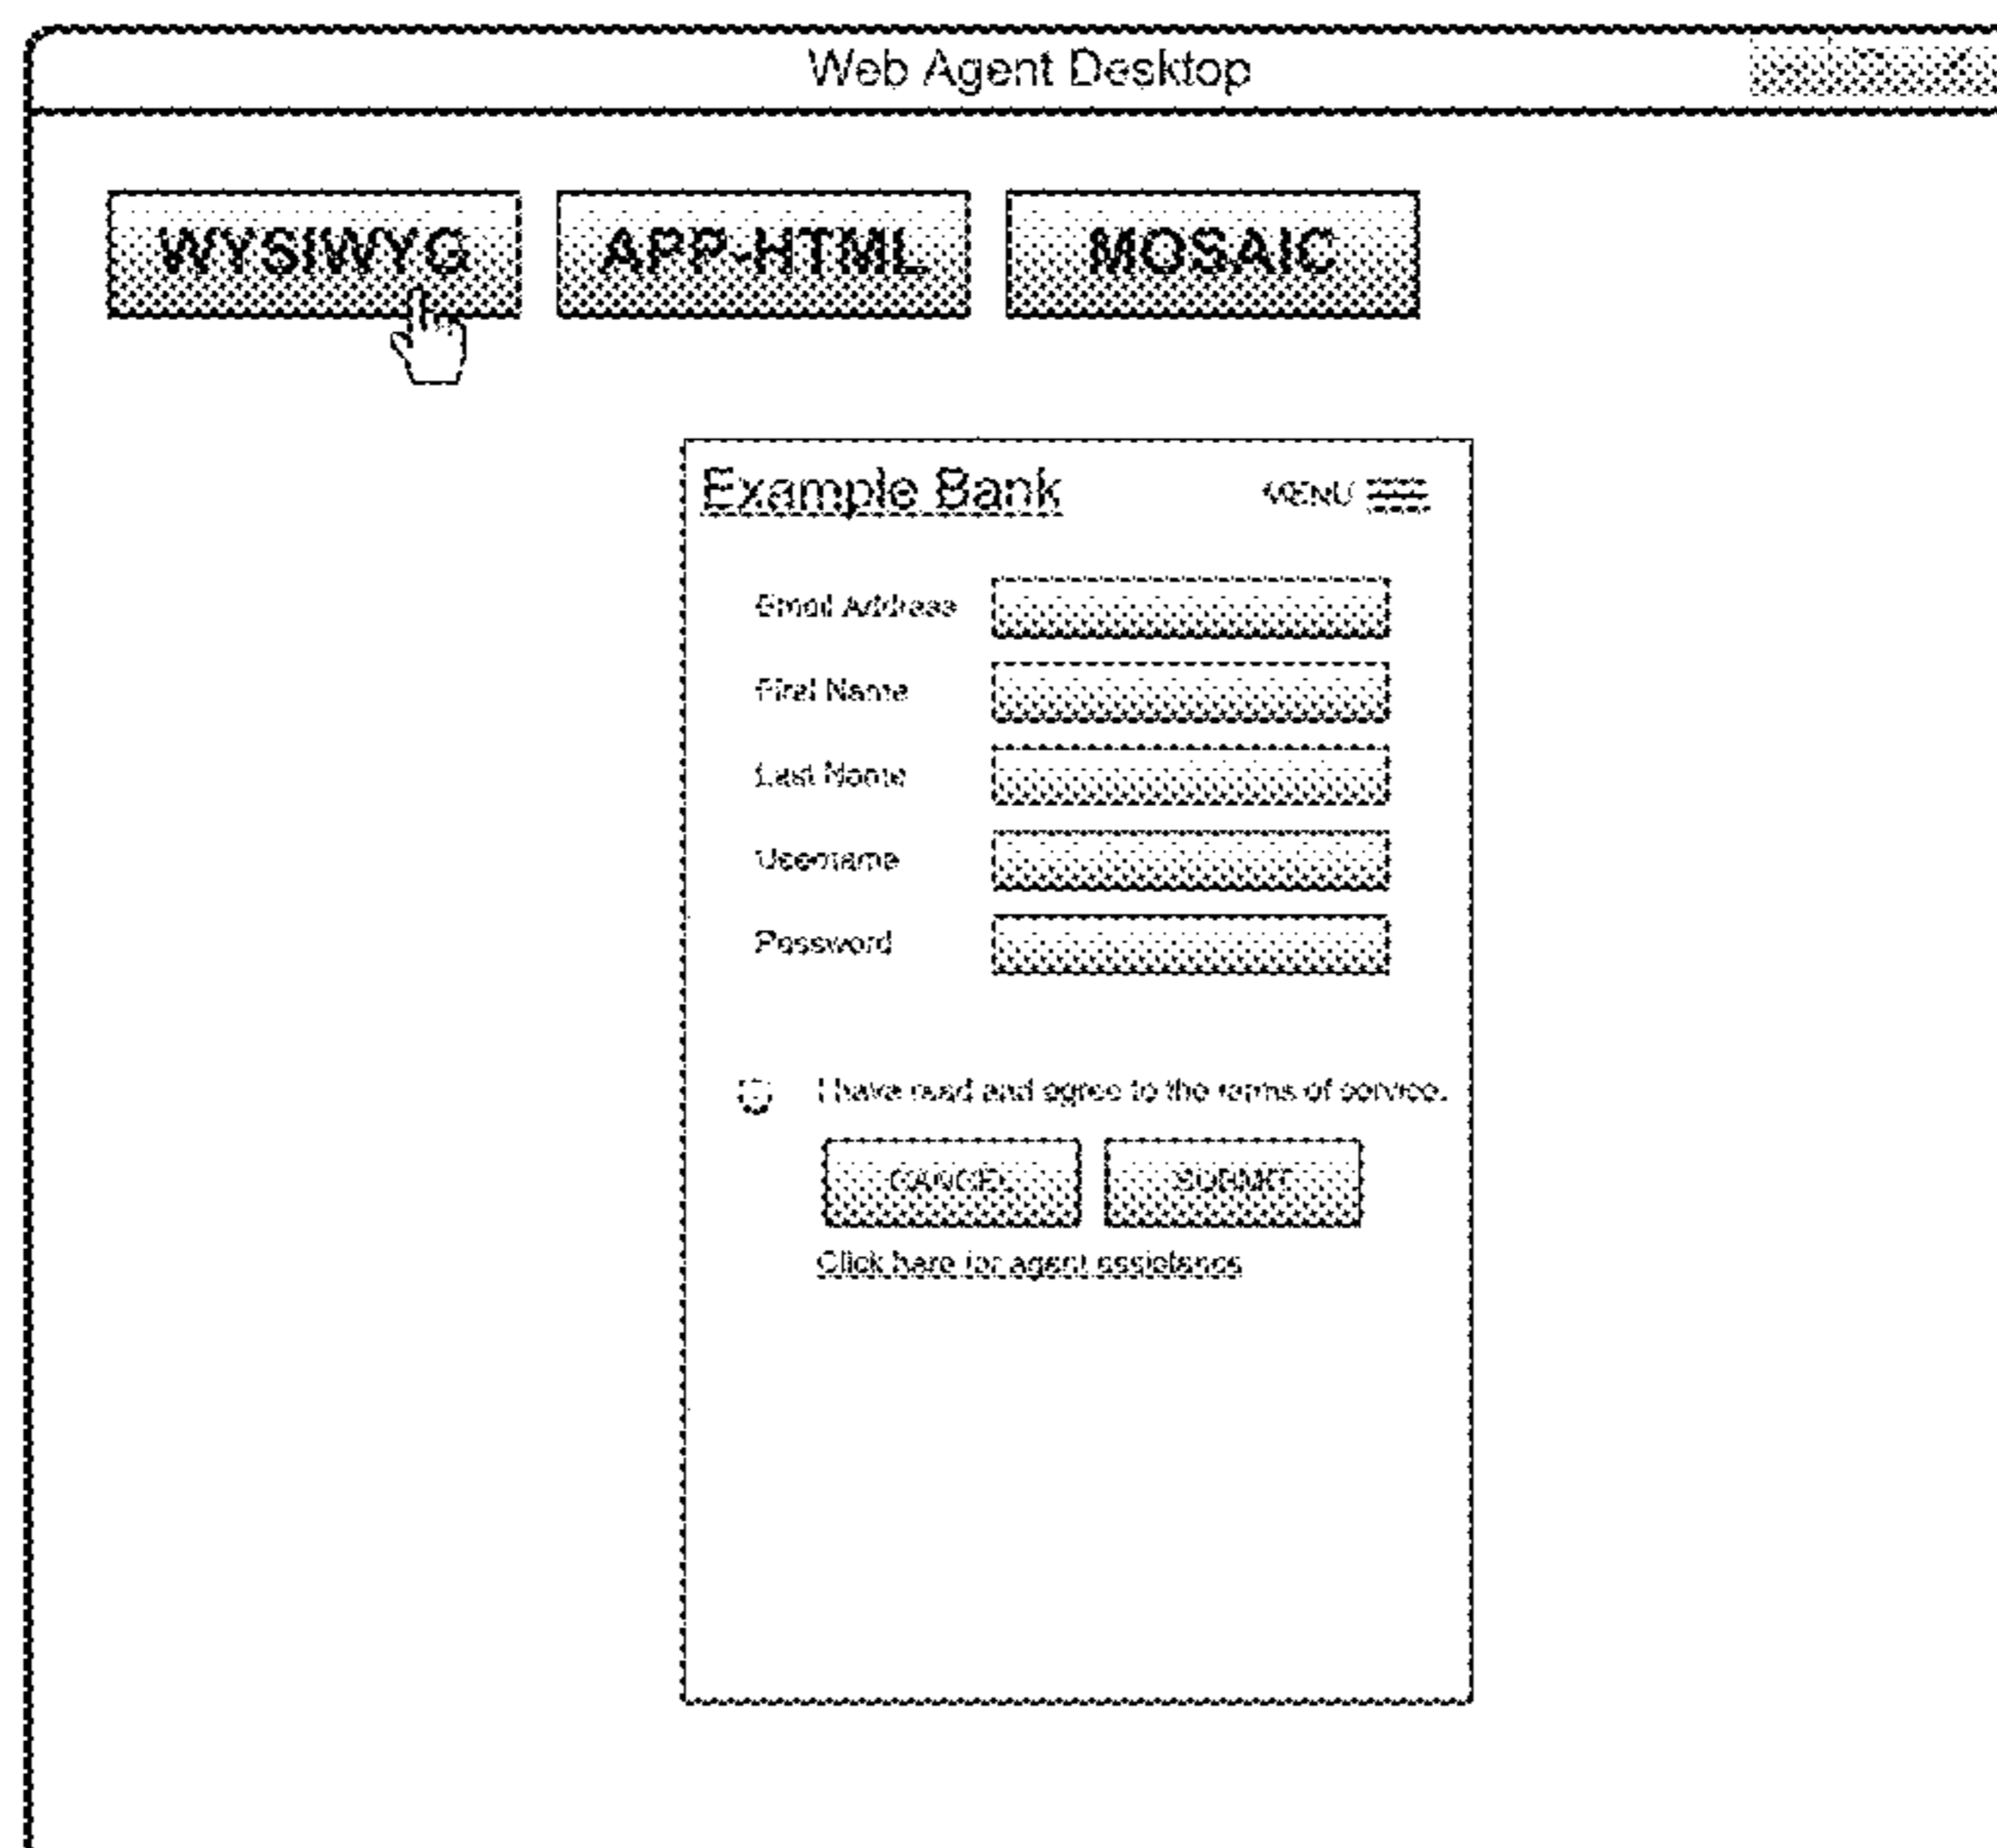 Web Agent Desktop
WYSIWYG APP-HTML MOSAIC
Example Bank MENU
Email Address
First Name
Last Name
Username
Password
I have read and agree to the terms of service.
CANCEL SUBMIT
Click here for agent assistance